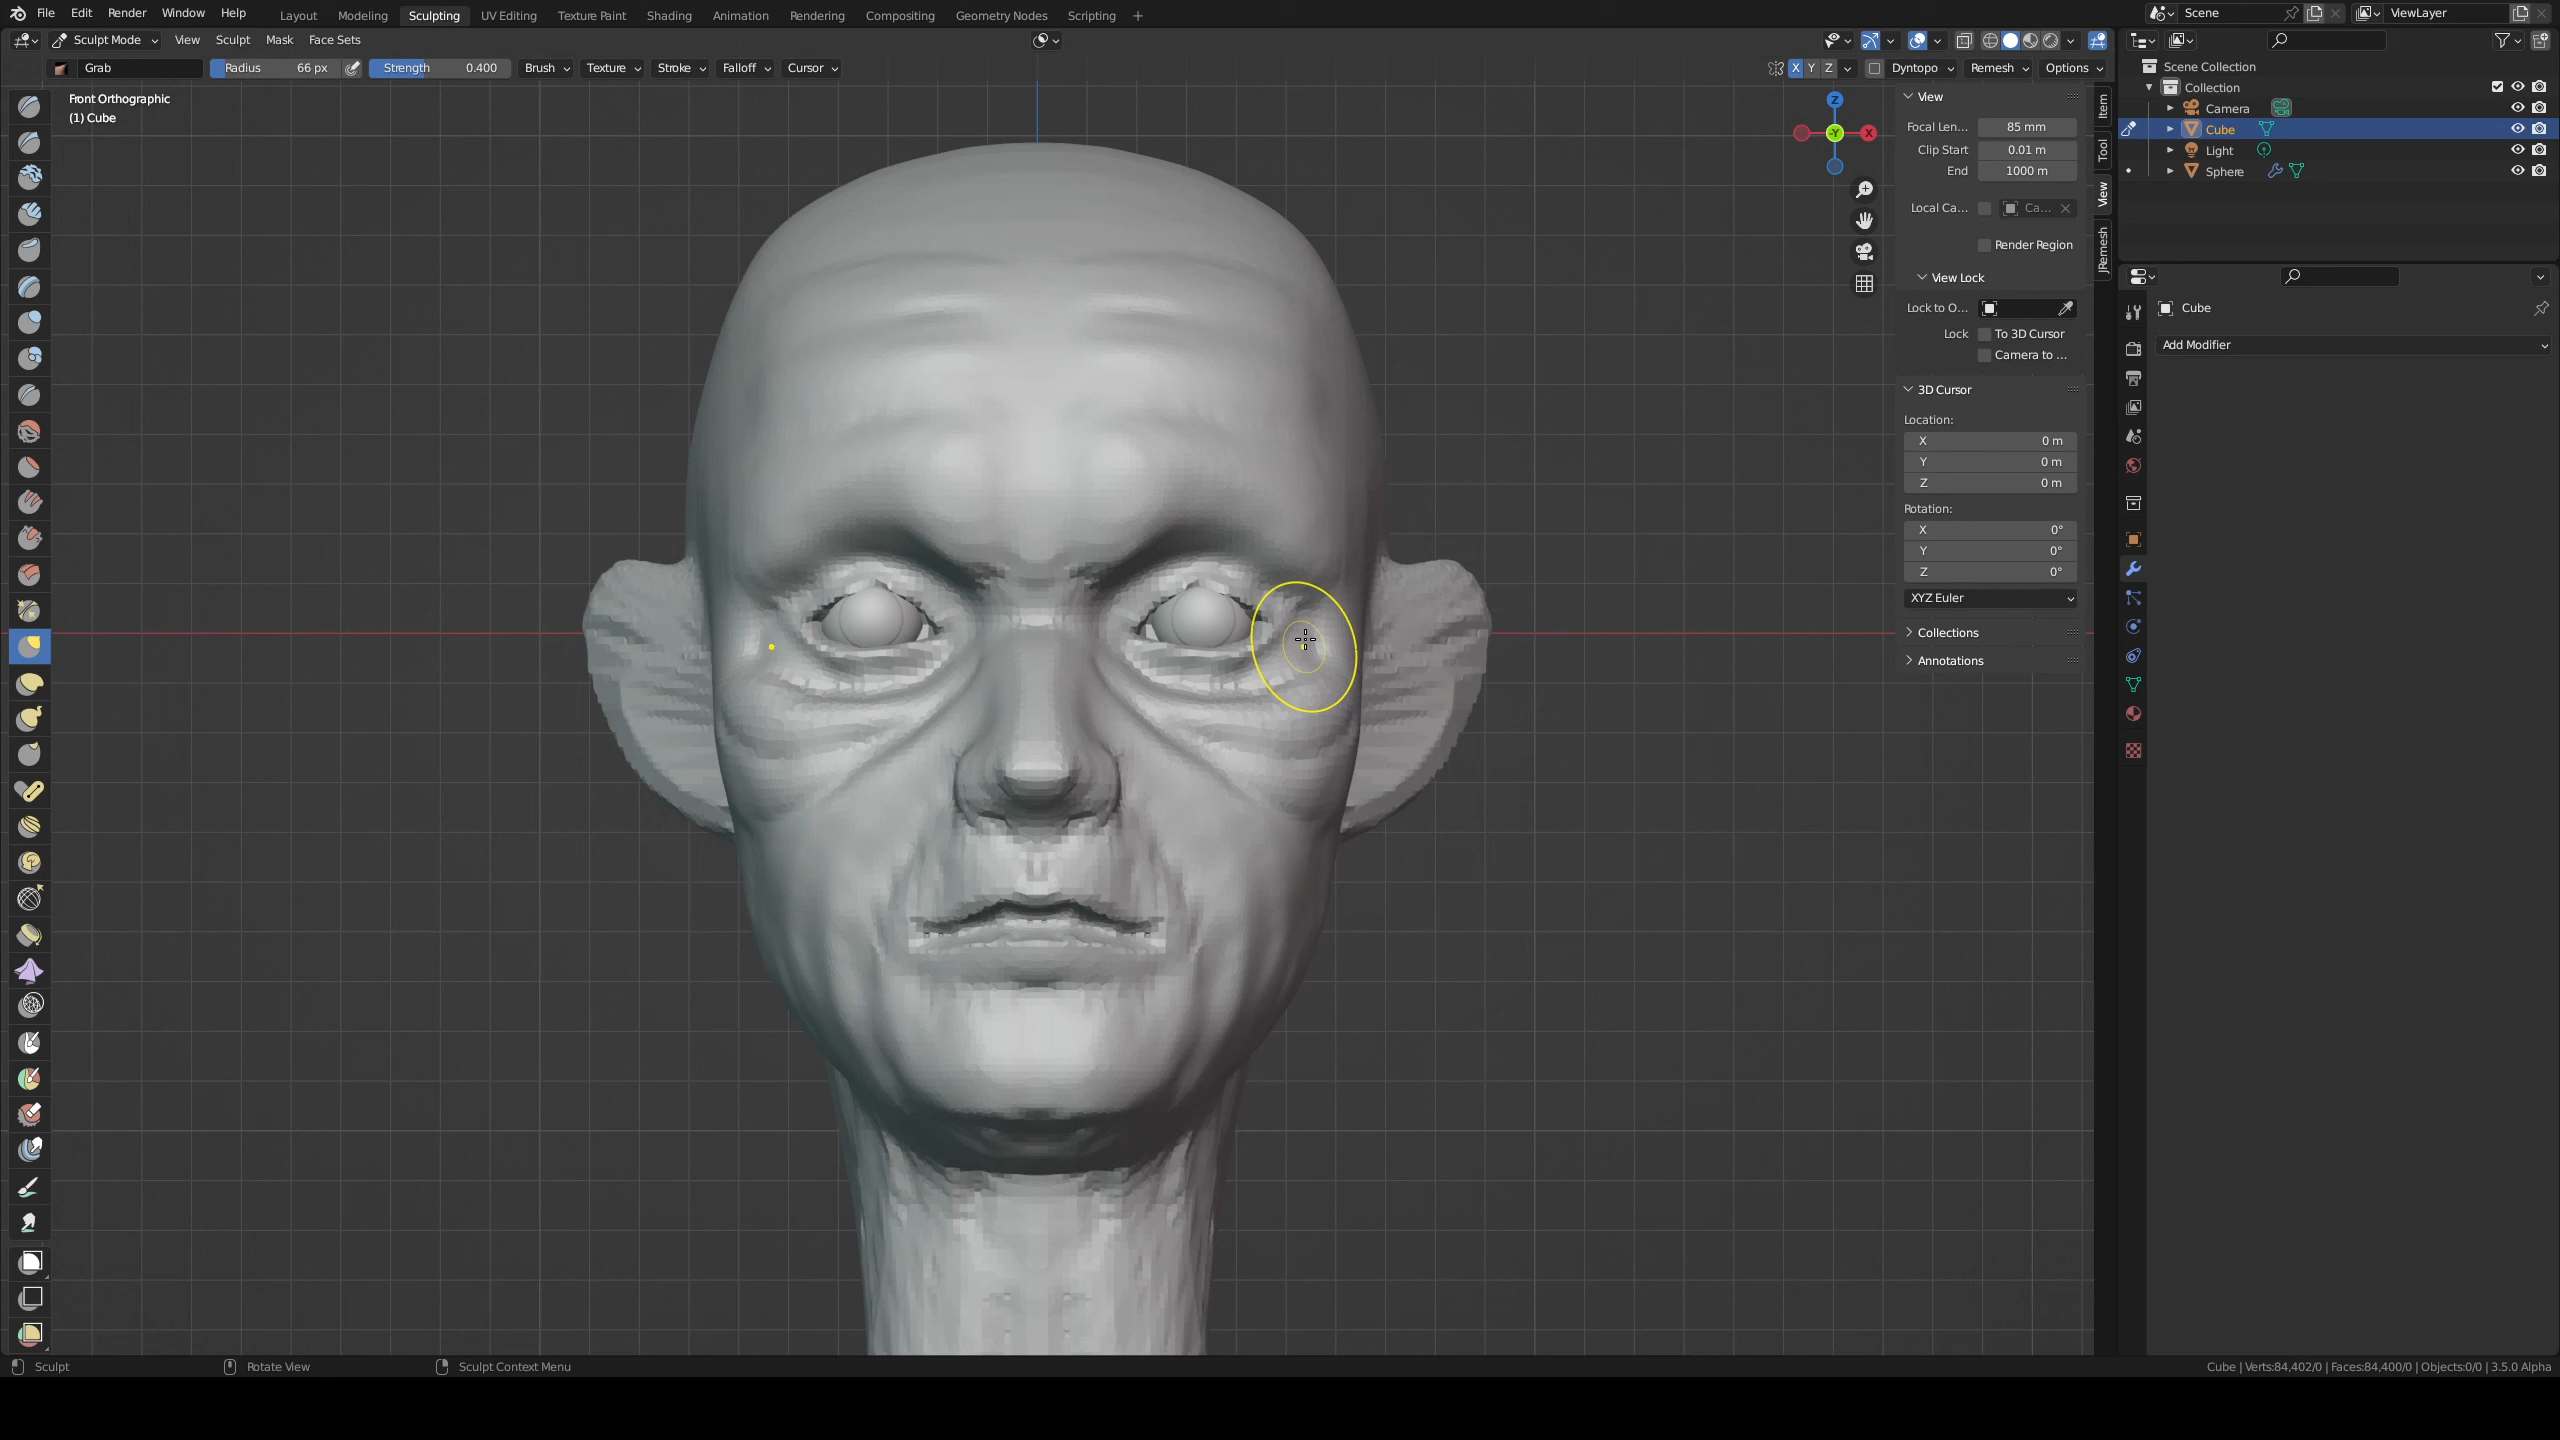 File Edit Render Window Help Layout Modeling Sculpting UV Editing Texture Paint Shading Animation Rendering Compositing Geometry Nodes Scripting + Scene ViewLayer
Sculpt Mode View Sculpt Mask Face Sets
Grab Radius 66 px Strength 0.400 Brush Texture Stroke Falloff Cursor X Y Z Dyntopo Remesh Options
Front Orthographic
(1) Cube
Z
Y
X
View
Focal Len... 85 mm
Clip Start 0.01 m
End 1000 m
Local Ca... Ca...
Render Region
View Lock
Lock to O...
Lock To 3D Cursor
Camera to ...
3D Cursor
Location:
X 0 m
Y 0 m
Z 0 m
Rotation:
X 0°
Y 0°
Z 0°
XYZ Euler
Collections
Annotations
Item
Tool
View
JRemesh
Scene Collection
Collection
Camera
Cube
Light
Sphere
Cube
Add Modifier
Sculpt Rotate View Sculpt Context Menu Cube | Verts:84,402/0 | Faces:84,400/0 | Objects:0/0 | 3.5.0 Alpha